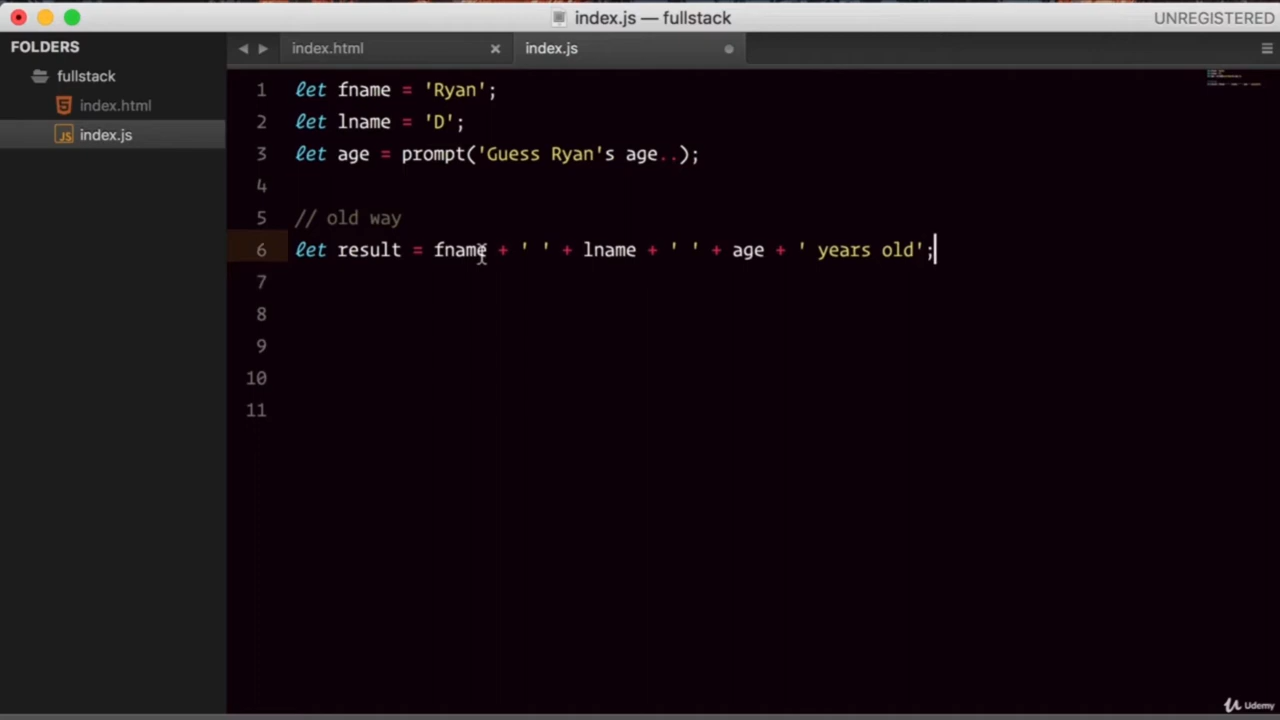 index.js — fullstack
UNREGISTERED
FOLDERS
fullstack
index.html
index.js
index.html
index.js
1 let fname = 'Ryan';
2 let lname = 'D';
3 let age = prompt('Guess Ryan's age..);
4
5 // old way
6 let result = fname + ' ' + lname + ' ' + age + ' years old';
7
8
9
10
11
Udemy